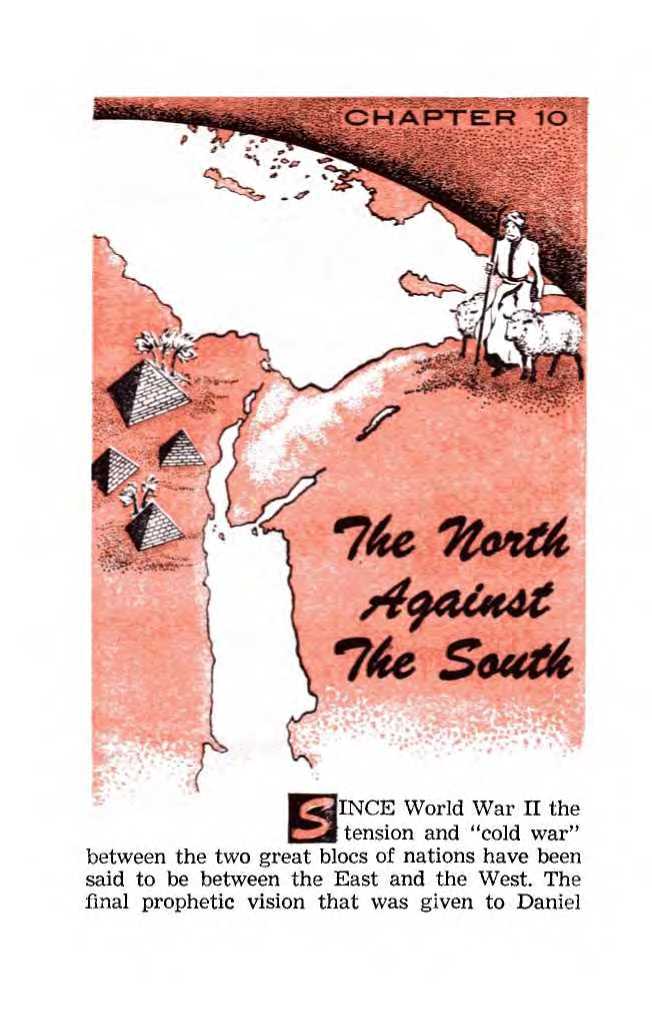 CHAPTER 10
The North
Against
The South
SINCE World War II the
tension and "cold war"
between the two great blocs of nations have been
said to be between the East and the West. The
final prophetic vision that was given to Daniel